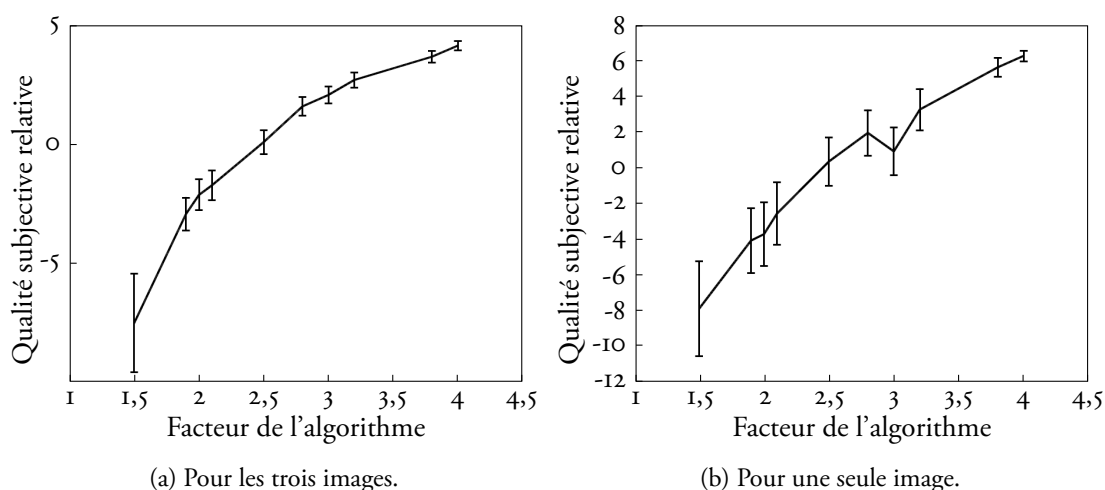 5
0
-5
Qualité subjective relative
1 1,5 2 2,5 3 3,5 4 4,5
Facteur de l'algorithme
(a) Pour les trois images.
8
6
4
2
0
-2
-4
-6
-8
-10
-12
Qualité subjective relative
1 1,5 2 2,5 3 3,5 4 4,5
Facteur de l'algorithme
(b) Pour une seule image.